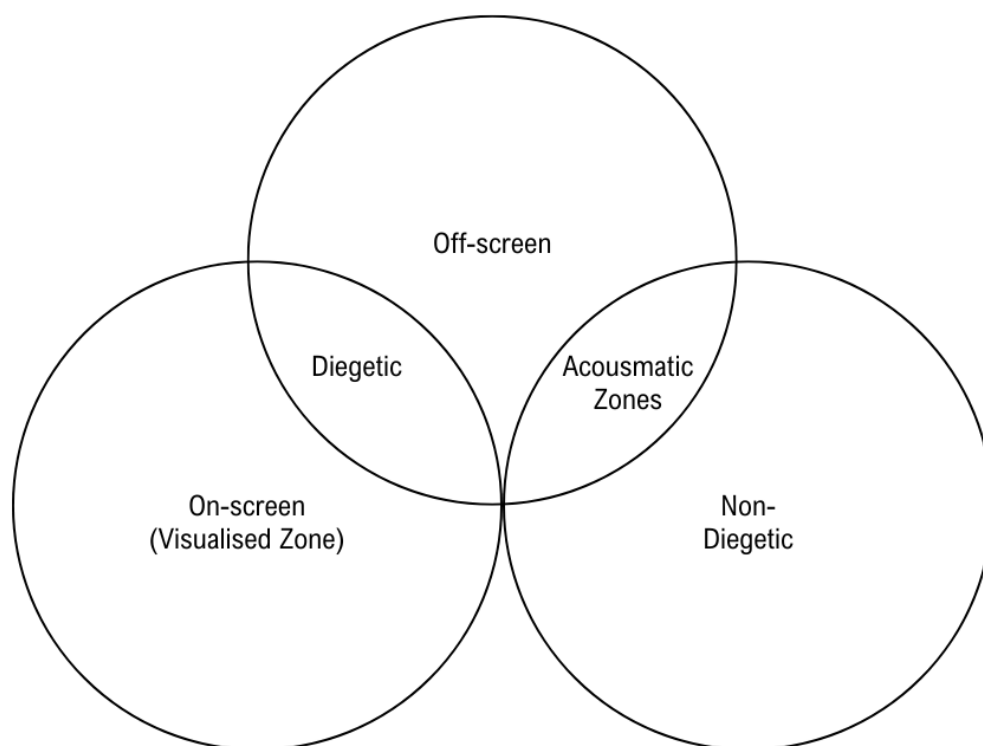 Off-screen
Diegetic
Acousmatic
Zones
On-screen
(Visualised Zone)
Non-
Diegetic